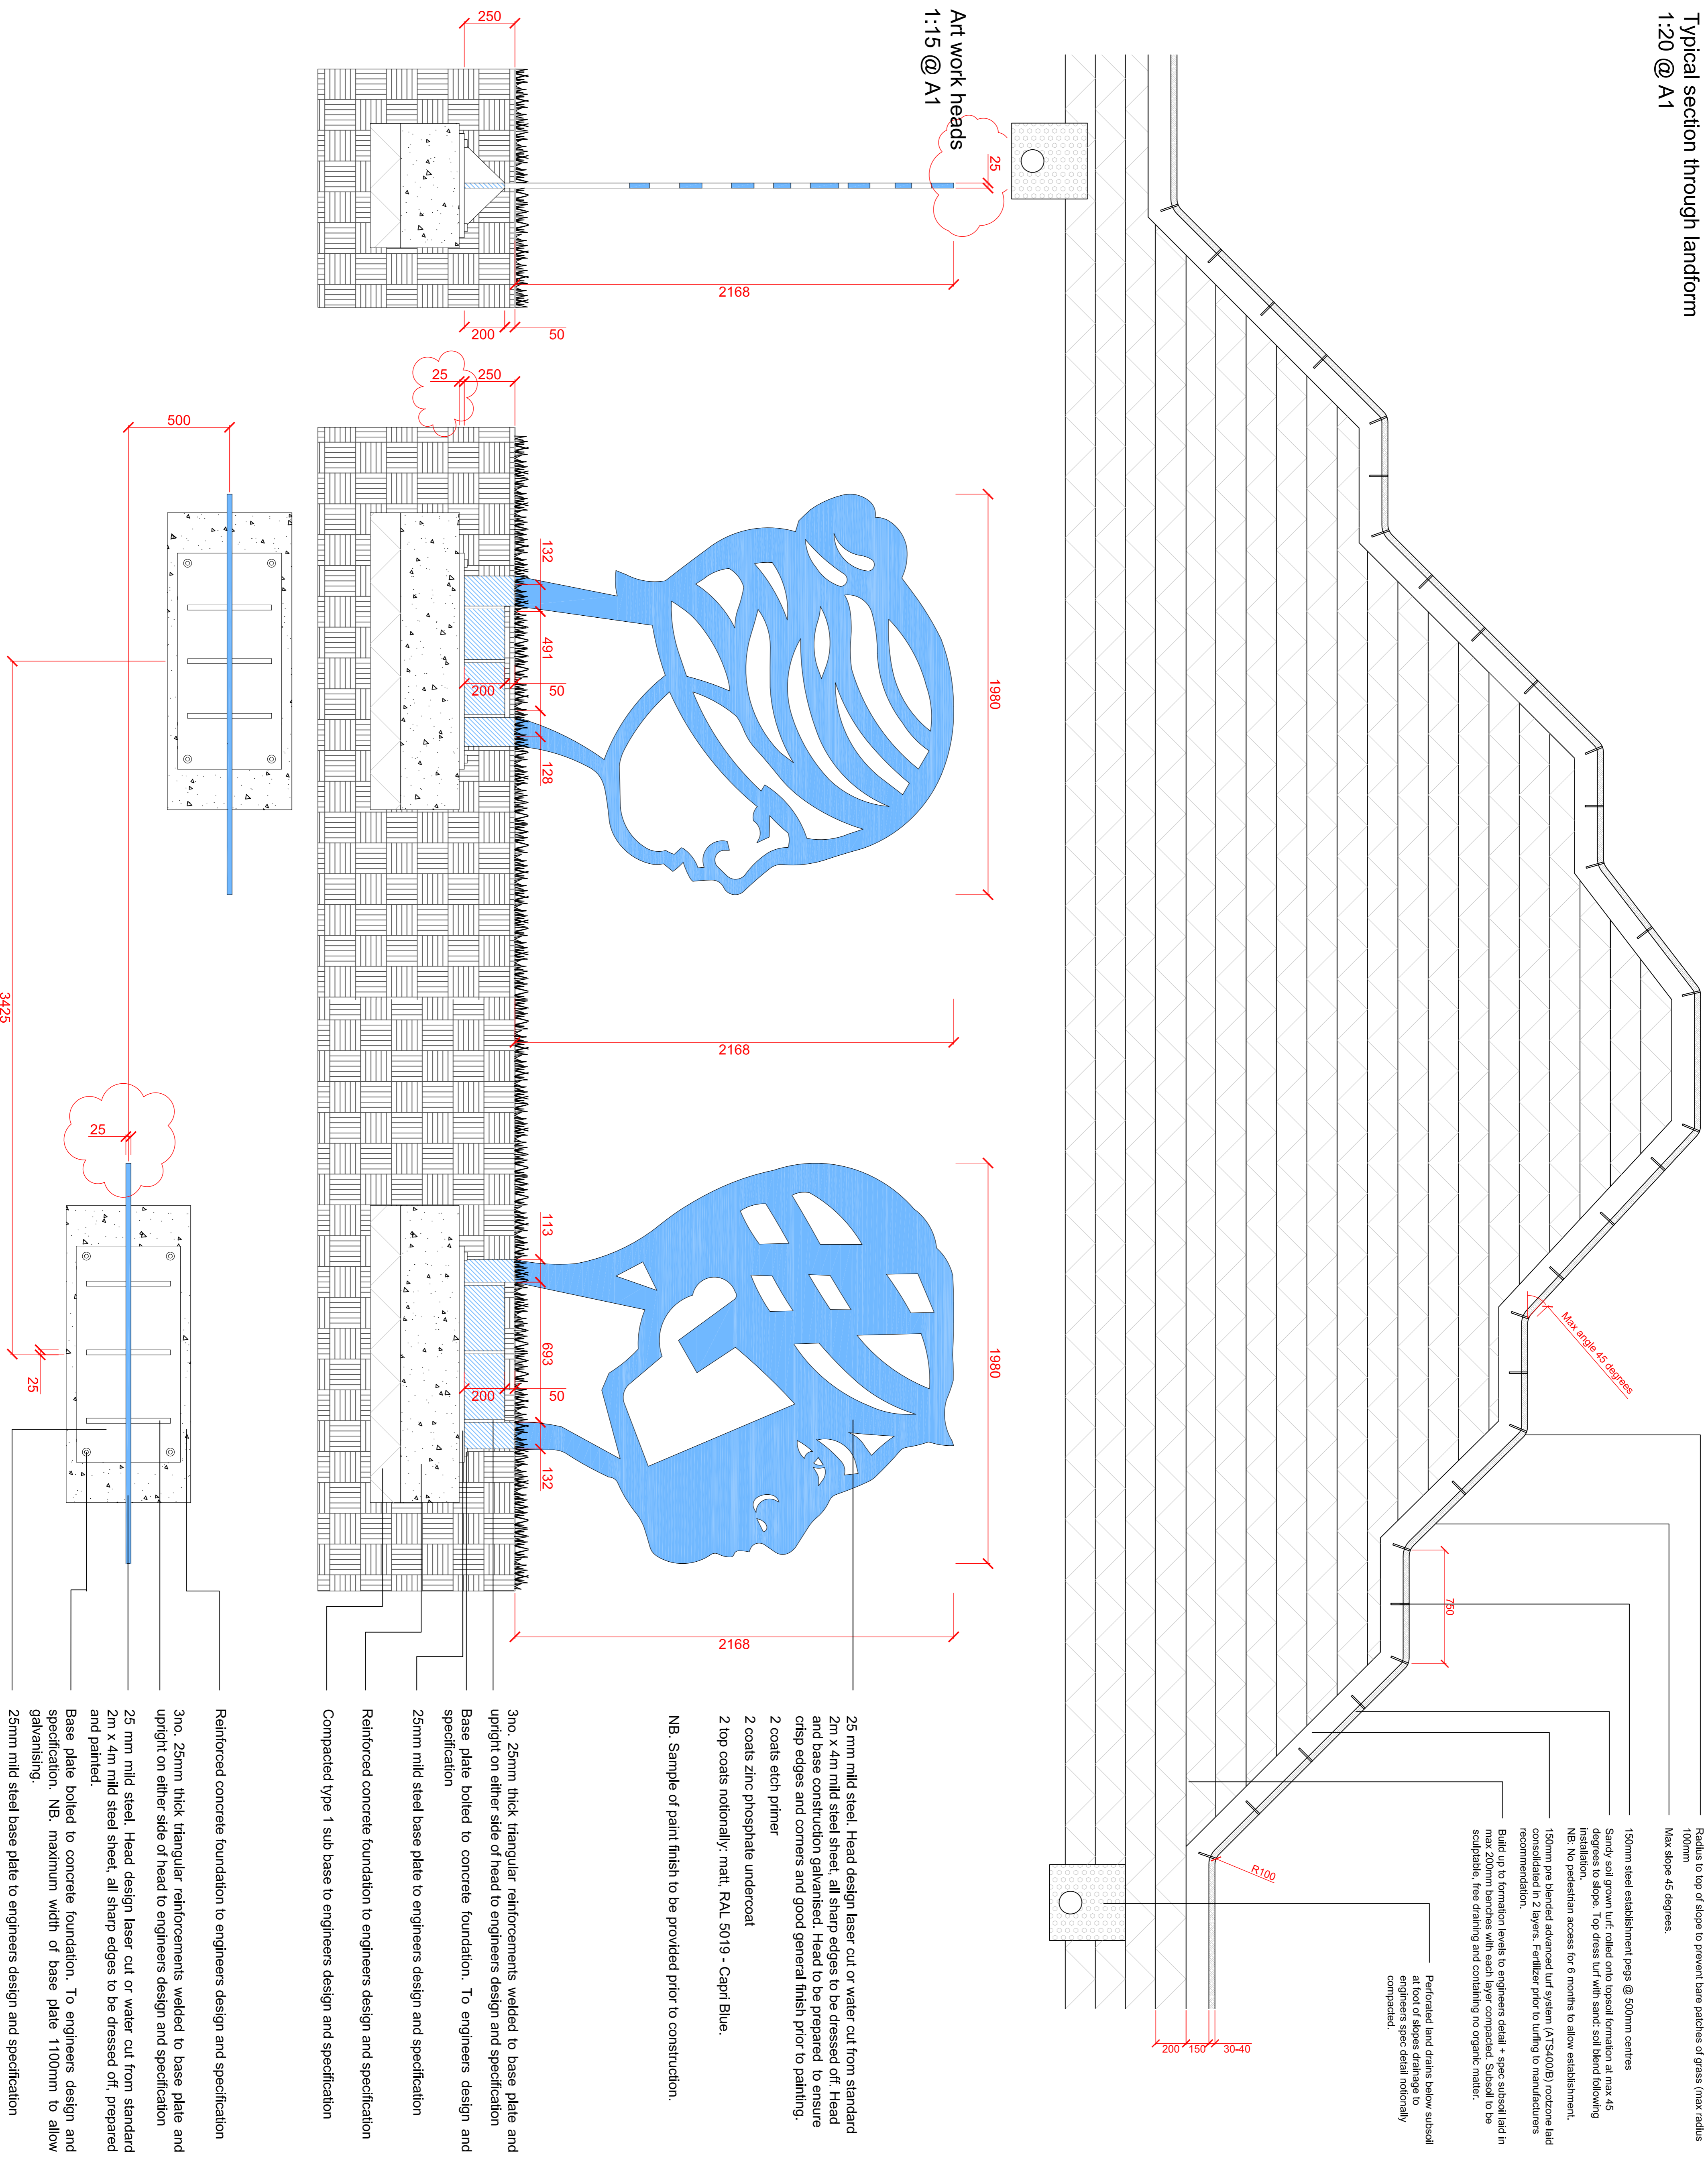 Typical section through landform
1:20 @ A1
Radius to top of slope to prevent bare patches of grass (max radius
100mm
Max slope 45 degrees.
150mm steel establishment pegs @ 500mm centres
Sandy soil grown turf: rolled onto topsoil formation at max 45
degrees to slope. Top dress turf with sand: soil blend following
installation.
NB: No pedestrian access for 6 months to allow establishment.
150mm pre blended advanced turf system (ATS400/B) rootzone laid
consolidated in 2 layers. Fertilizer prior to turfing to manufacturers
recommendation.
Build up to formation levels to engineers detail + spec subsoil laid in
max 200mm benches with each layer compacted. Subsoil to be
sculptable, free draining and containing no organic matter.
Perforated land drains below subsoil
at foot of slopes drainage to
engineers spec detail notionally
compacted.
Max angle 45 degrees
750
R100
30-40
150
200
Art work heads
1:15 @ A1
25
250
2168
200
50
25
250
1980
132
491
50
200
128
2168
1980
113
693
50
200
132
2168
25 mm mild steel. Head design laser cut or water cut from standard
2m x 4m mild steel sheet, all sharp edges to be dressed off. Head
and base construction galvanised. Head to be prepared to ensure
crisp edges and corners and good general finish prior to painting.
2 coats etch primer
2 coats zinc phosphate undercoat
2 top coats notionally: matt, RAL 5019 - Capri Blue.
NB. Sample of paint finish to be provided prior to construction.
3no. 25mm thick triangular reinforcements welded to base plate and
upright on either side of head to engineers design and specification
Base plate bolted to concrete foundation. To engineers design and
specification
25mm mild steel base plate to engineers design and specification
Reinforced concrete foundation to engineers design and specification
Compacted type 1 sub base to engineers design and specification
500
3425
25
25
Reinforced concrete foundation to engineers design and specification
3no. 25mm thick triangular reinforcements welded to base plate and
upright on either side of head to engineers design and specification
25 mm mild steel. Head design laser cut or water cut from standard
2m x 4m mild steel sheet, all sharp edges to be dressed off, prepared
and painted.
Base plate bolted to concrete foundation. To engineers design and
specification. NB. maximum width of base plate 1100mm to allow
galvanising.
25mm mild steel base plate to engineers design and specification